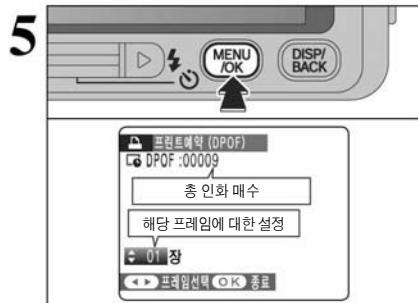 5
MENU
/OK
DISP/
BACK
프린트예약 (DPOF)
DPOF :00009
총 인화 매수
해당 프레임에 대한 설정
01 장
프레임선택 OK 종료